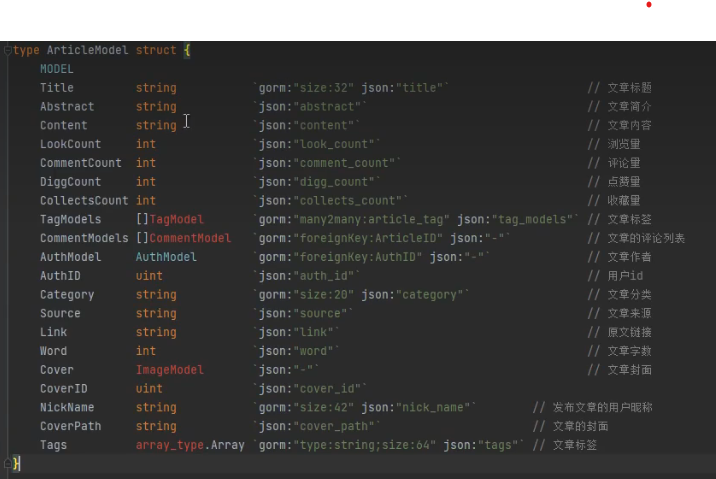 type ArticleModel struct {
MODEL
Title string `gorm:"size:32" json:"title"` // 文章标题
Abstract string `json:"abstract"` // 文章简介
Content string `json:"content"` // 文章内容
LookCount int `json:"look_count"` // 浏览量
CommentCount int `json:"comment_count"` // 评论量
DiggCount int `json:"digg_count"` // 点赞量
CollectsCount int `json:"collects_count"` // 收藏量
TagModels []TagModel `gorm:"many2many:article_tag" json:"tag_models"` // 文章标签
CommentModels []CommentModel `gorm:"foreignKey:ArticleID" json:"-"` // 文章的评论列表
AuthModel AuthModel `gorm:"foreignKey:AuthID" json:"-"` // 文章作者
AuthID uint `json:"auth_id"` // 用户id
Category string `gorm:"size:20" json:"category"` // 文章分类
Source string `json:"source"` // 文章来源
Link string `json:"link"` // 原文链接
Word int `json:"word"` // 文章字数
Cover ImageModel `json:"-"` // 文章封面
CoverID uint `json:"cover_id"`
NickName string `gorm:"size:42" json:"nick_name"` // 发布文章的用户昵称
CoverPath string `json:"cover_path"` // 文章的封面
Tags array_type.Array `gorm:"type:string;size:64" json:"tags"` // 文章标签
}